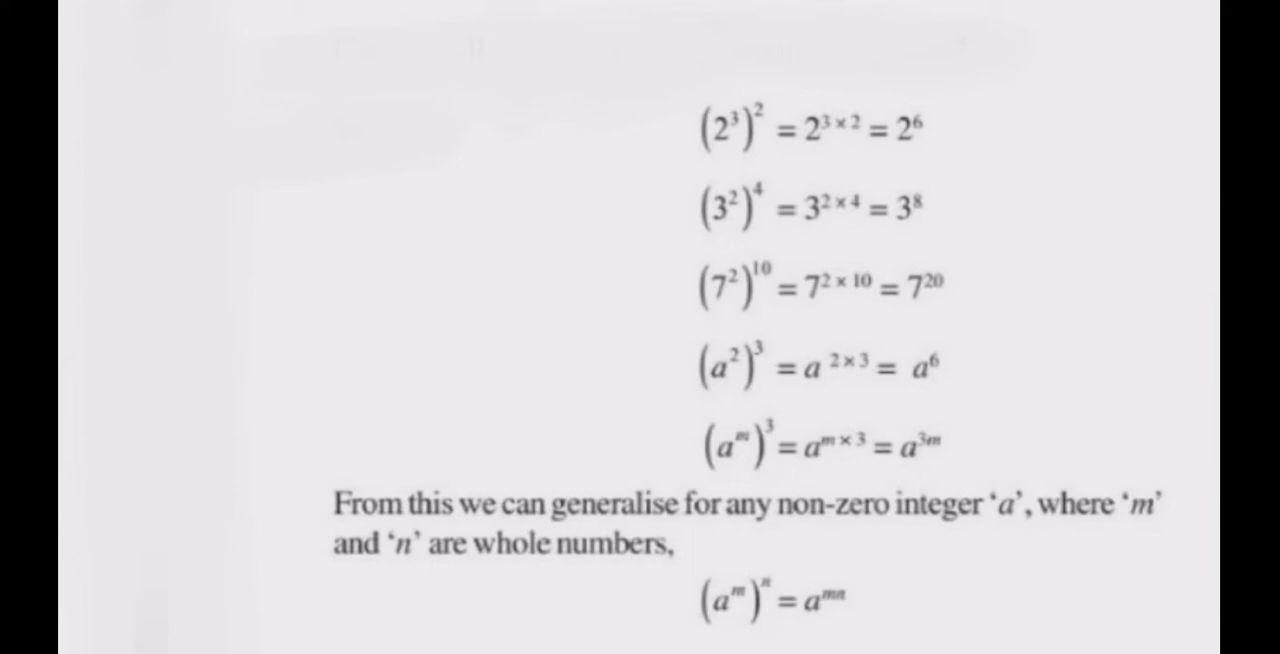 (2³)² = 2³ˣ² = 2⁶
(3²)⁴ = 3²ˣ⁴ = 3⁸
(7²)¹⁰ = 7²ˣ¹⁰ = 7²⁰
(a²)³ = a ²ˣ³ = a⁶
(aᵐ)³ = aᵐˣ³ = a³ᵐ
From this we can generalise for any non-zero integer ‘a’, where ‘m’
and ‘n’ are whole numbers,
(aᵐ)ⁿ = aᵐⁿ